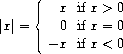 |r| = { r if r > 0
0 if r = 0
−r if r < 0